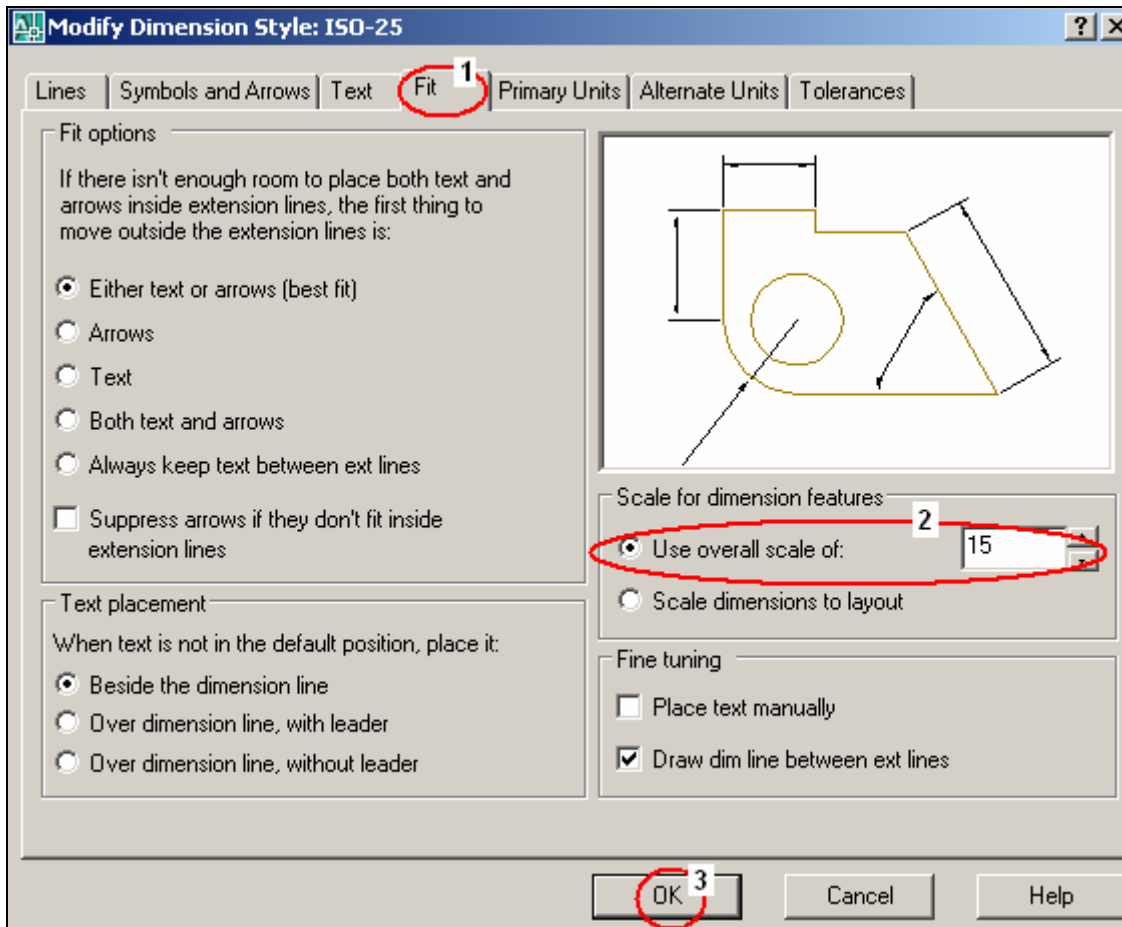 Modify Dimension Style: ISO-25
Lines
Symbols and Arrows
Text
Fit
1
Primary Units
Alternate Units
Tolerances
Fit options
If there isn't enough room to place both text and
arrows inside extension lines, the first thing to
move outside the extension lines is:
Either text or arrows (best fit)
Arrows
Text
Both text and arrows
Always keep text between ext lines
Suppress arrows if they don't fit inside
extension lines
Text placement
When text is not in the default position, place it:
Beside the dimension line
Over dimension line, with leader
Over dimension line, without leader
Scale for dimension features
2
Use overall scale of:
15
Scale dimensions to layout
Fine tuning
Place text manually
Draw dim line between ext lines
OK
3
Cancel
Help